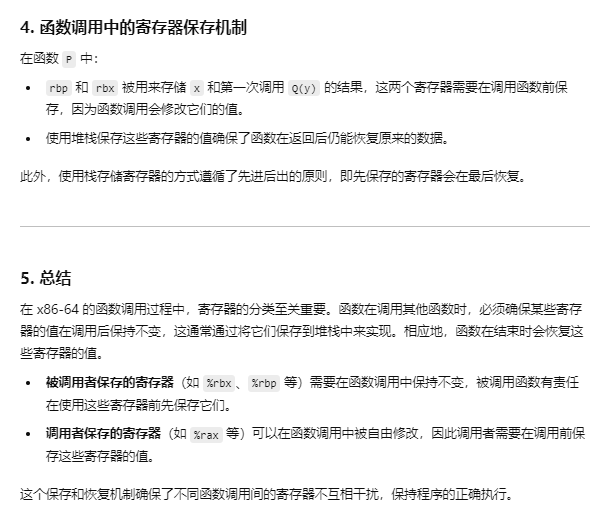 4. 函数调用中的寄存器保存机制
在函数 P 中：
• rbp 和 rbx 被用来存储 x 和第一次调用 Q(y) 的结果，这两个寄存器需要在调用函数前保
存，因为函数调用会修改它们的值。
• 使用堆栈保存这些寄存器的值确保了函数在返回后仍能恢复原来的数据。
此外，使用栈存储寄存器的方式遵循了先进后出的原则，即先保存的寄存器会在最后恢复。
5. 总结
在 x86-64 的函数调用过程中，寄存器的分类至关重要。函数在调用其他函数时，必须确保某些寄存
器的值在调用后保持不变，这通常通过将它们保存到堆栈中来实现。相应地，函数在结束时会恢复这
些寄存器的值。
• 被调用者保存的寄存器（如 %rbx、%rbp 等）需要在函数调用中保持不变，被调用函数有责任
在使用这些寄存器前先保存它们。
• 调用者保存的寄存器（如 %rax 等）可以在函数调用中被自由修改，因此调用者需要在调用前保
存这些寄存器的值。
这个保存和恢复机制确保了不同函数调用间的寄存器不互相干扰，保持程序的正确执行。